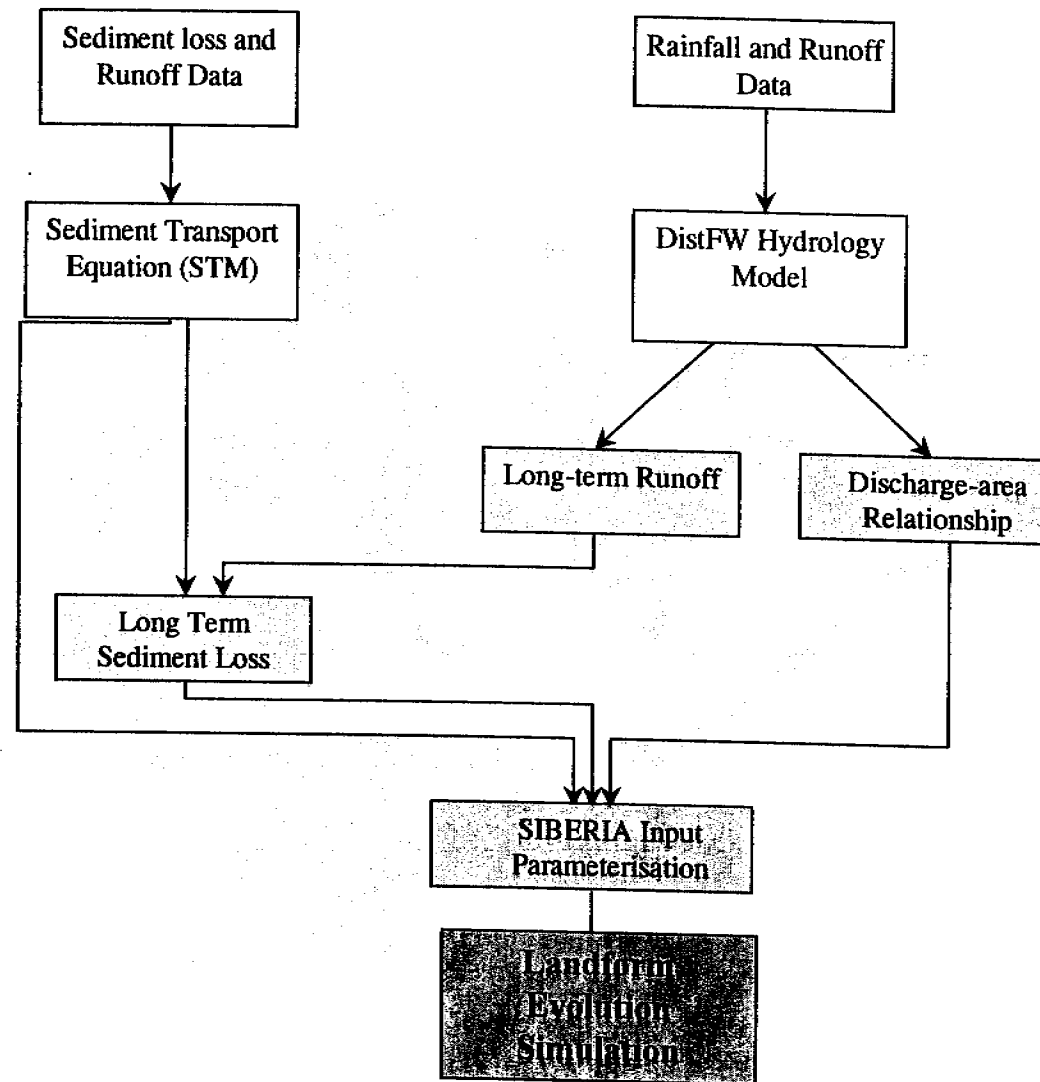 Sediment loss and
Runoff Data
Rainfall and Runoff
Data
Sediment Transport
Equation (STM)
DistFW Hydrology
Model
Long-term Runoff
Discharge-area
Relationship
Long Term
Sediment Loss
SIBERIA Input
Parameterisation
Landform
Evolution
Simulation